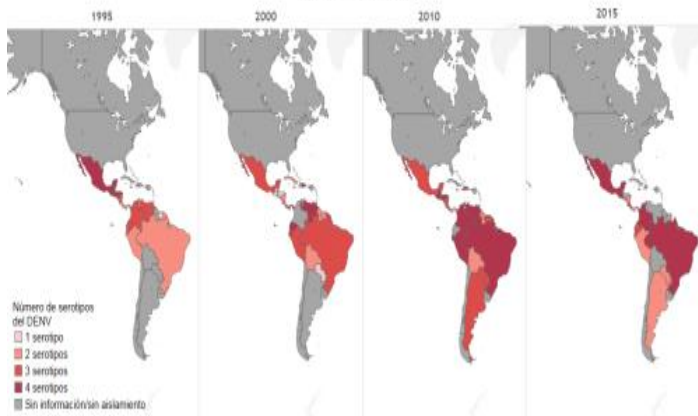 1995
2000
2010
2015
Número de serotipos
del DENV
1 serotipo
2 serotipos
3 serotipos
4 serotipos
Sin información/sin aislamiento